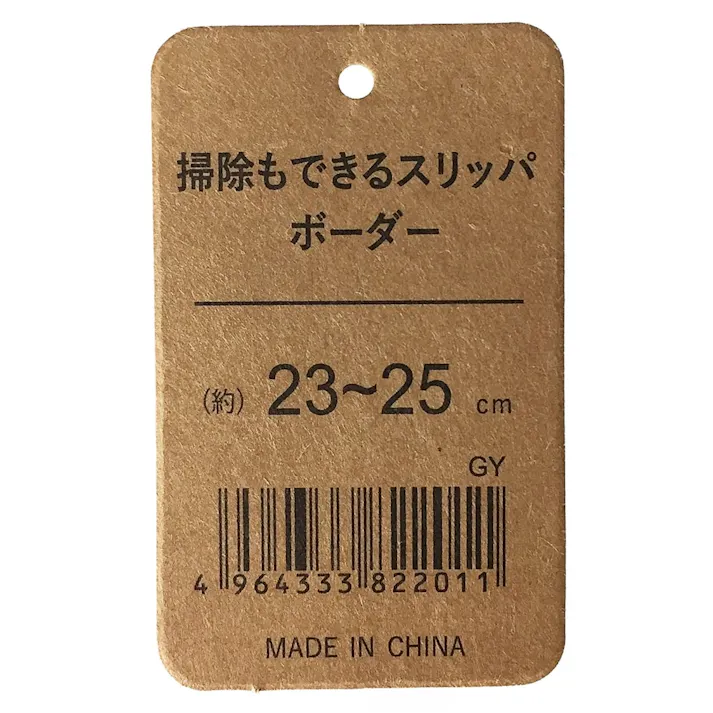 掃除もできるスリッパ
ボーダー
(約) 23~25 cm
GY
4 964333 822011
MADE IN CHINA